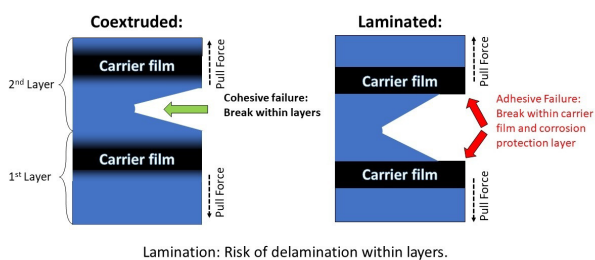 Coextruded:
Laminated:
2nd Layer
1st Layer
Carrier film
Carrier film
Pull Force
Pull Force
Cohesive failure:
Break within layers
Carrier film
Carrier film
Pull Force
Pull Force
Adhesive Failure:
Break within carrier
film and corrosion
protection layer
Lamination: Risk of delamination within layers.